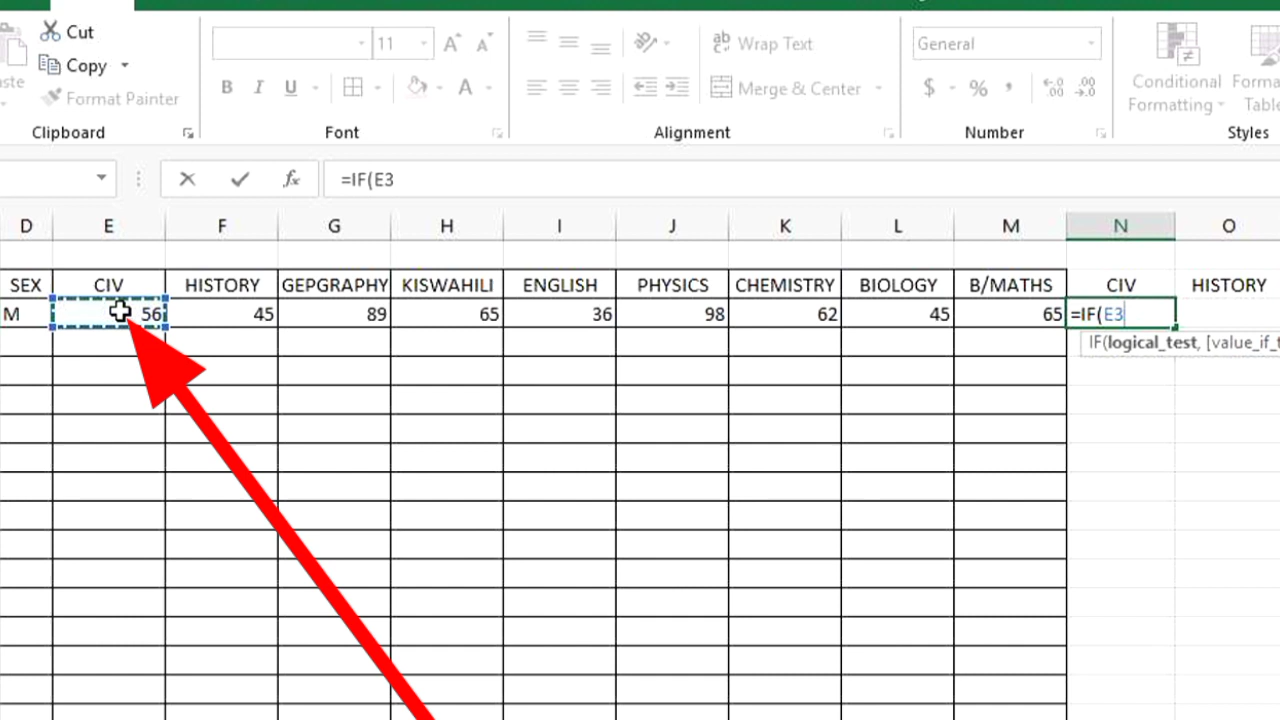 Cut
Copy
Format Painter
Clipboard
11
B I U A
Font
ab Wrap Text
Merge & Center
Alignment
General
$ % ,
Number
Conditional
Formatting
Styles
=IF(E3
D E F G H I J K L M N O
SEX CIV HISTORY GEPGRAPHY KISWAHILI ENGLISH PHYSICS CHEMISTRY BIOLOGY B/MATHS CIV HISTORY
M 56 45 89 65 36 98 62 45 65 =IF(E3
IF(logical_test, [value_if_t